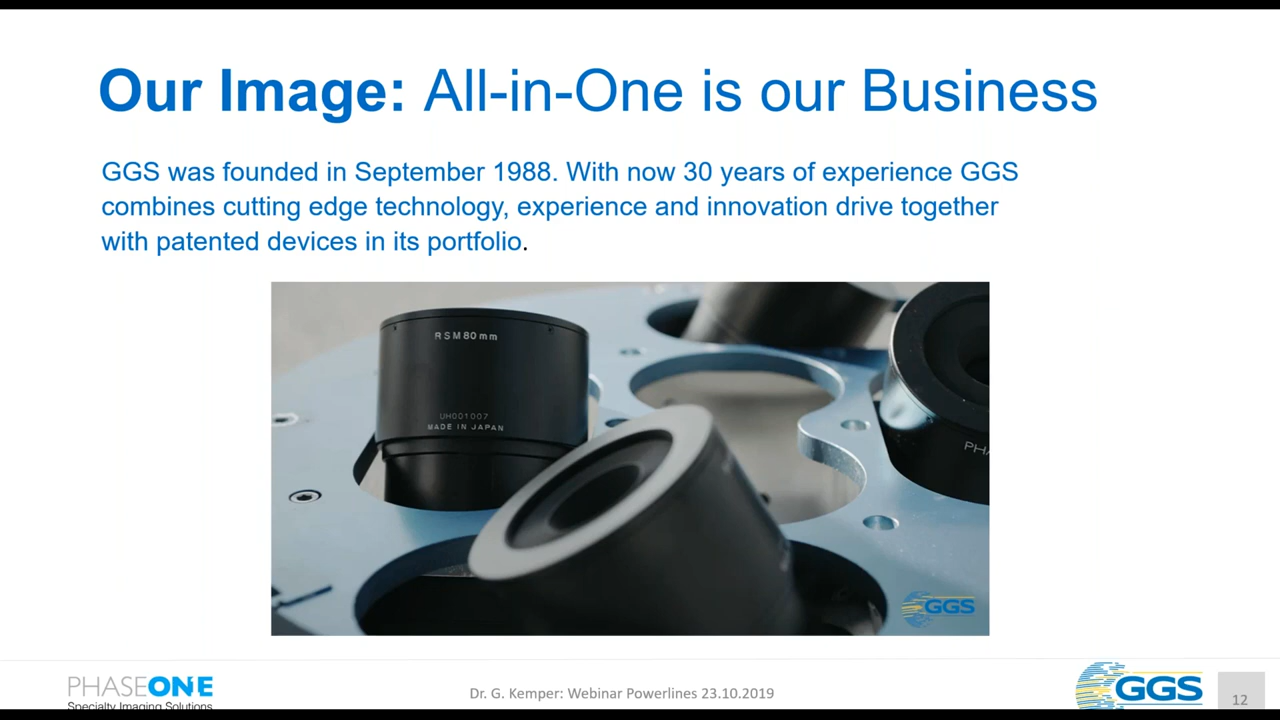 Our Image: All-in-One is our Business
GGS was founded in September 1988. With now 30 years of experience GGS
combines cutting edge technology, experience and innovation drive together
with patented devices in its portfolio.
RSM80mm
UH001007
MADE IN JAPAN
PHA
GGS
PHASEONE
Specialty Imaging Solutions
Dr. G. Kemper: Webinar Powerlines 23.10.2019
GGS
12